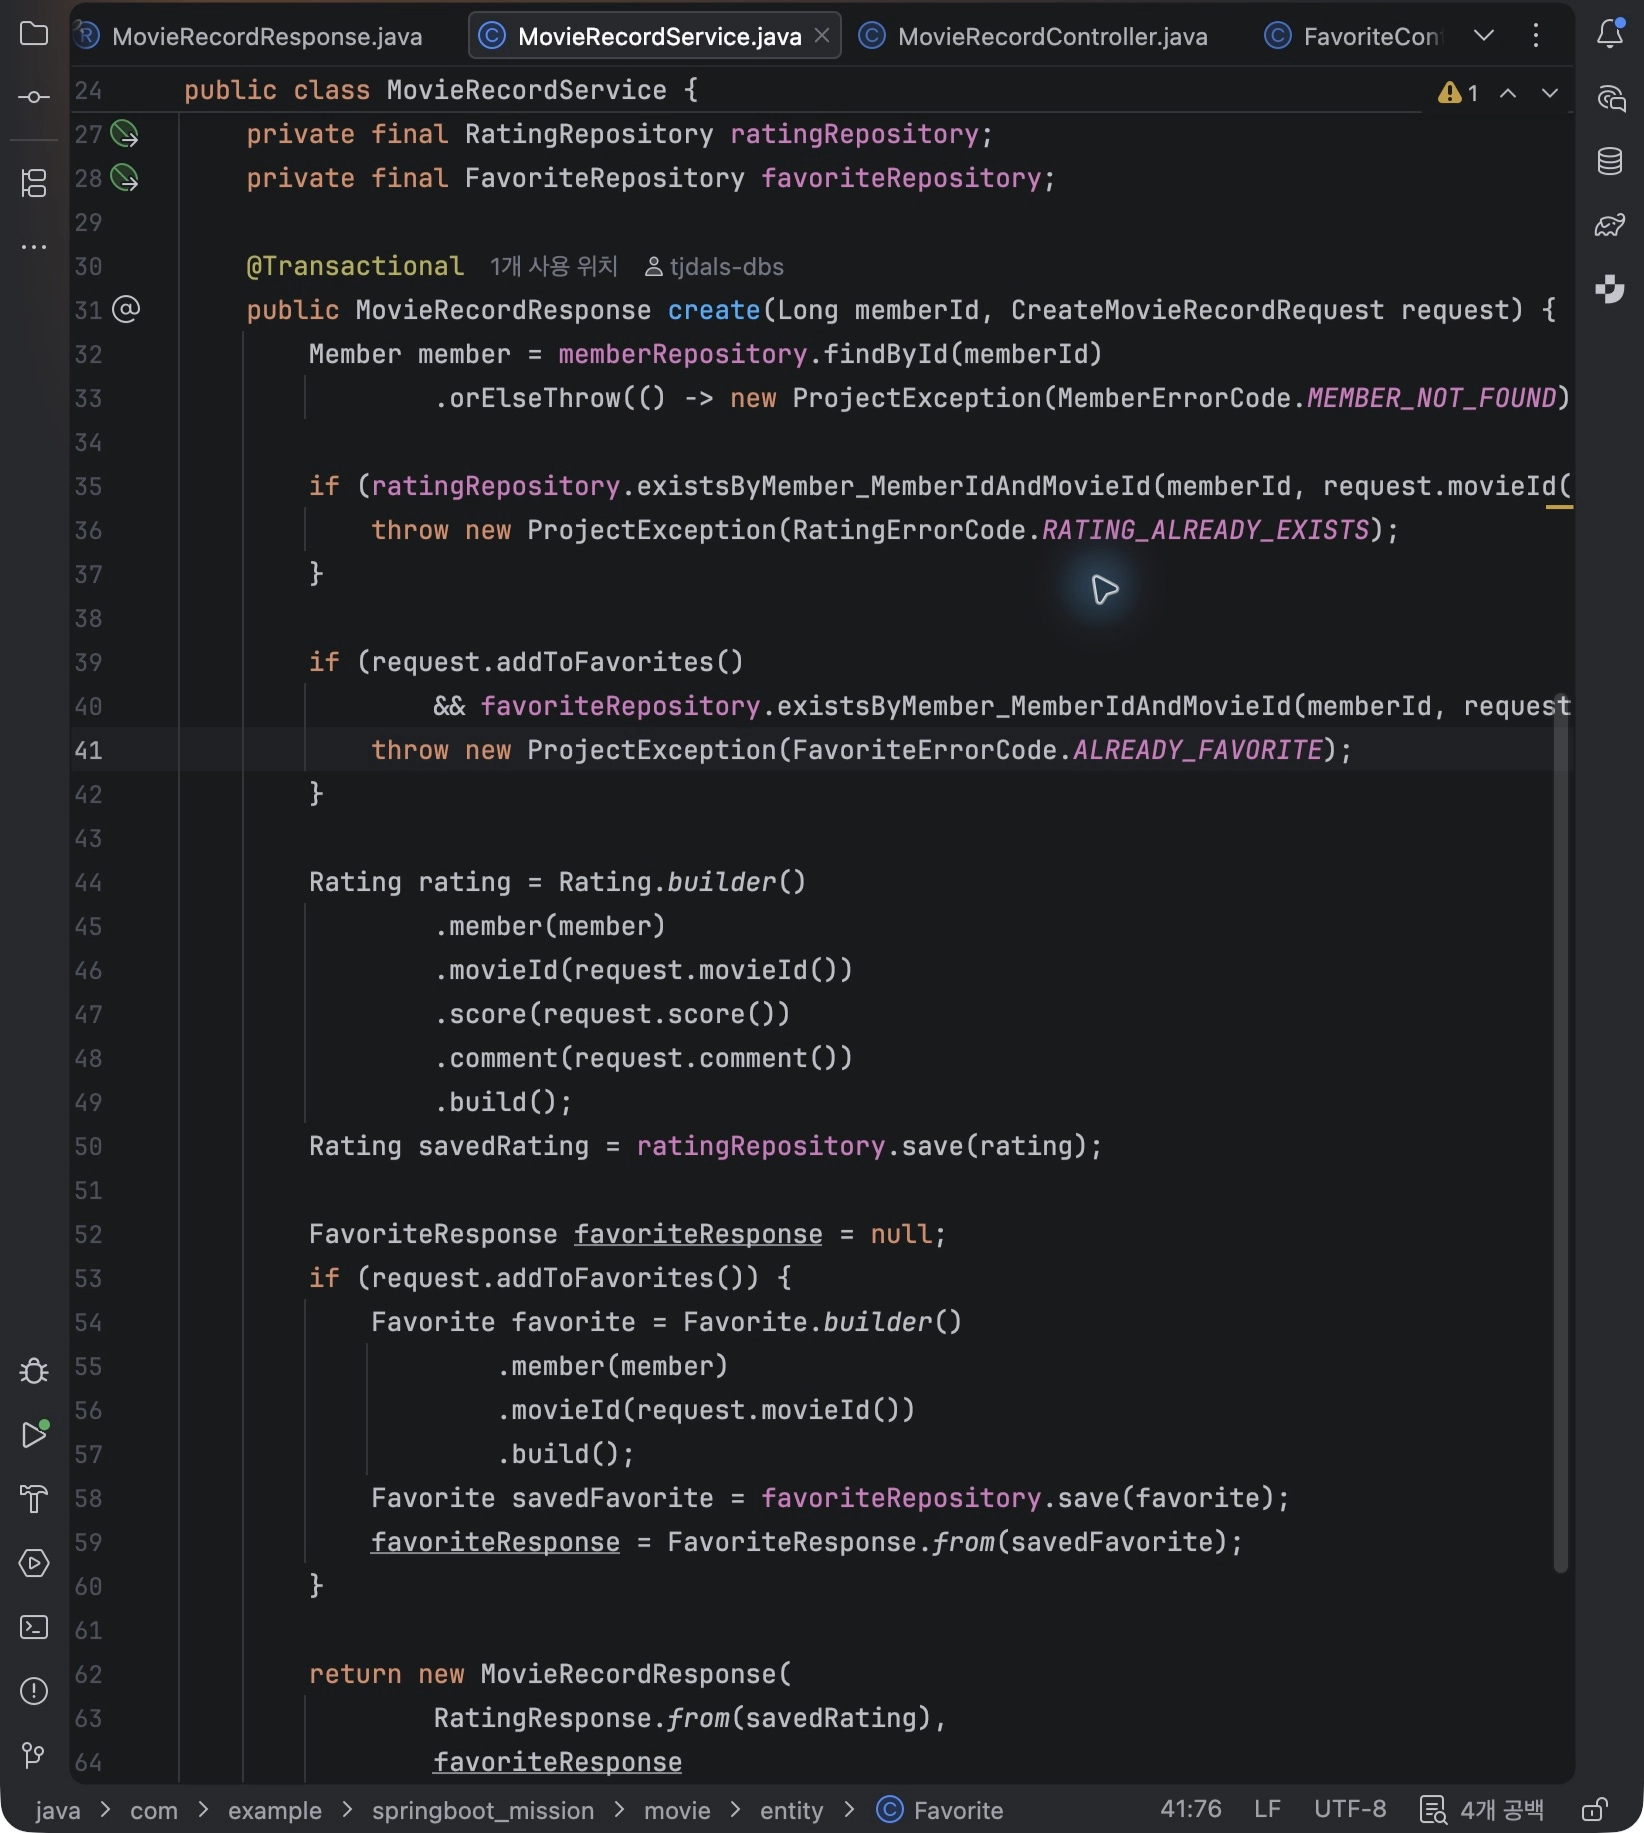 MovieRecordResponse.java
MovieRecordService.java
MovieRecordController.java
FavoriteCon
24 public class MovieRecordService {
1
27 private final RatingRepository ratingRepository;
28 private final FavoriteRepository favoriteRepository;
29
30 @Transactional 1개 사용 위치 tjdals-dbs
31 public MovieRecordResponse create(Long memberId, CreateMovieRecordRequest request) {
32 Member member = memberRepository.findById(memberId)
33 .orElseThrow(() -> new ProjectException(MemberErrorCode.MEMBER_NOT_FOUND)
34
35 if (ratingRepository.existsByMember_MemberIdAndMovieId(memberId, request.movieId(
36 throw new ProjectException(RatingErrorCode.RATING_ALREADY_EXISTS);
37 }
38
39 if (request.addToFavorites()
40 && favoriteRepository.existsByMember_MemberIdAndMovieId(memberId, request
41 throw new ProjectException(FavoriteErrorCode.ALREADY_FAVORITE);
42 }
43
44 Rating rating = Rating.builder()
45 .member(member)
46 .movieId(request.movieId())
47 .score(request.score())
48 .comment(request.comment())
49 .build();
50 Rating savedRating = ratingRepository.save(rating);
51
52 FavoriteResponse favoriteResponse = null;
53 if (request.addToFavorites()) {
54 Favorite favorite = Favorite.builder()
55 .member(member)
56 .movieId(request.movieId())
57 .build();
58 Favorite savedFavorite = favoriteRepository.save(favorite);
59 favoriteResponse = FavoriteResponse.from(savedFavorite);
60 }
61
62 return new MovieRecordResponse(
63 RatingResponse.from(savedRating),
64 favoriteResponse
java > com > example > springboot_mission > movie > entity > Favorite 41:76 LF UTF-8 4개 공백